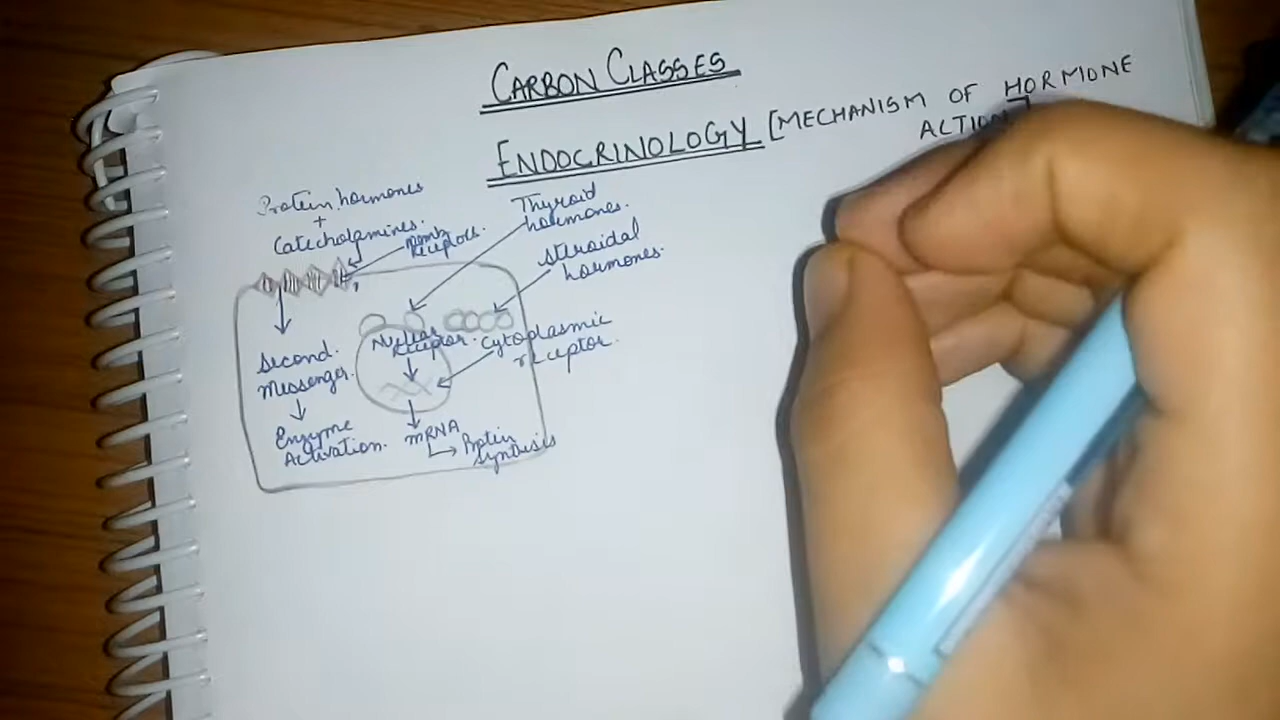 CARBON CLASSES
ENDOCRINOLOGY [MECHANISM OF HORMONE
ACTION]
Protein hormones
+
Catecholamines.
Memb.
receptors.
Thyroid
hormones.
steroidal
hormones.
Nuclear
Receptor.
cytoplasmic
receptor.
Second
Messenger.
Enzyme
Activation.
mRNA
Protein
synthesis